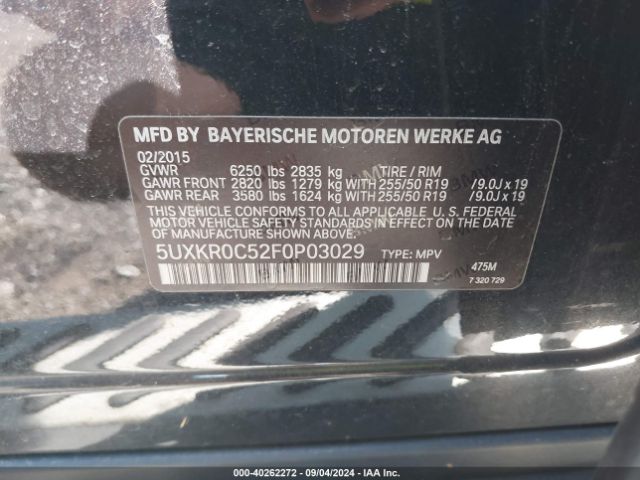 MFD BY BAYERISCHE MOTOREN WERKE AG
02/2015
GVWR 6250 lbs 2835 kg TIRE / RIM
GAWR FRONT 2820 lbs 1279 kg WITH 255/50 R19 / 9.0J x 19
GAWR REAR 3580 lbs 1624 kg WITH 255/50 R19 / 9.0J x 19
THIS VEHICLE CONFORMS TO ALL APPLICABLE U. S. FEDERAL
MOTOR VEHICLE SAFETY STANDARDS IN EFFECT ON THE DATE
OF MANUFACTURE SHOWN ABOVE.
5UXKR0C52F0P03029 TYPE: MPV
475M
7 320 729
© - 40262272 - 09/04/2024 - IAA Inc.